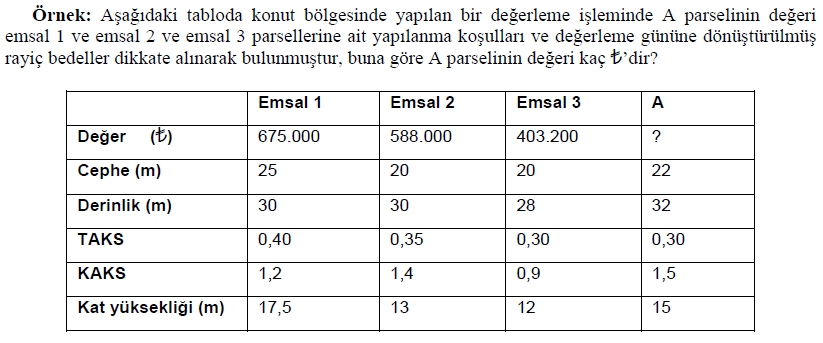 Örnek: Aşağıdaki tabloda konut bölgesinde yapılan bir değerleme işleminde A parselinin değeri
emsal 1 ve emsal 2 ve emsal 3 parsellerine ait yapılanma koşulları ve değerleme gününe dönüştürülmüş
rayiç bedeller dikkate alınarak bulunmuştur, buna göre A parselinin değeri kaç ₺'dir?
Emsal 1 Emsal 2 Emsal 3 A
Değer (₺) 675.000 588.000 403.200 ?
Cephe (m) 25 20 20 22
Derinlik (m) 30 30 28 32
TAKS 0,40 0,35 0,30 0,30
KAKS 1,2 1,4 0,9 1,5
Kat yüksekliği (m) 17,5 13 12 15